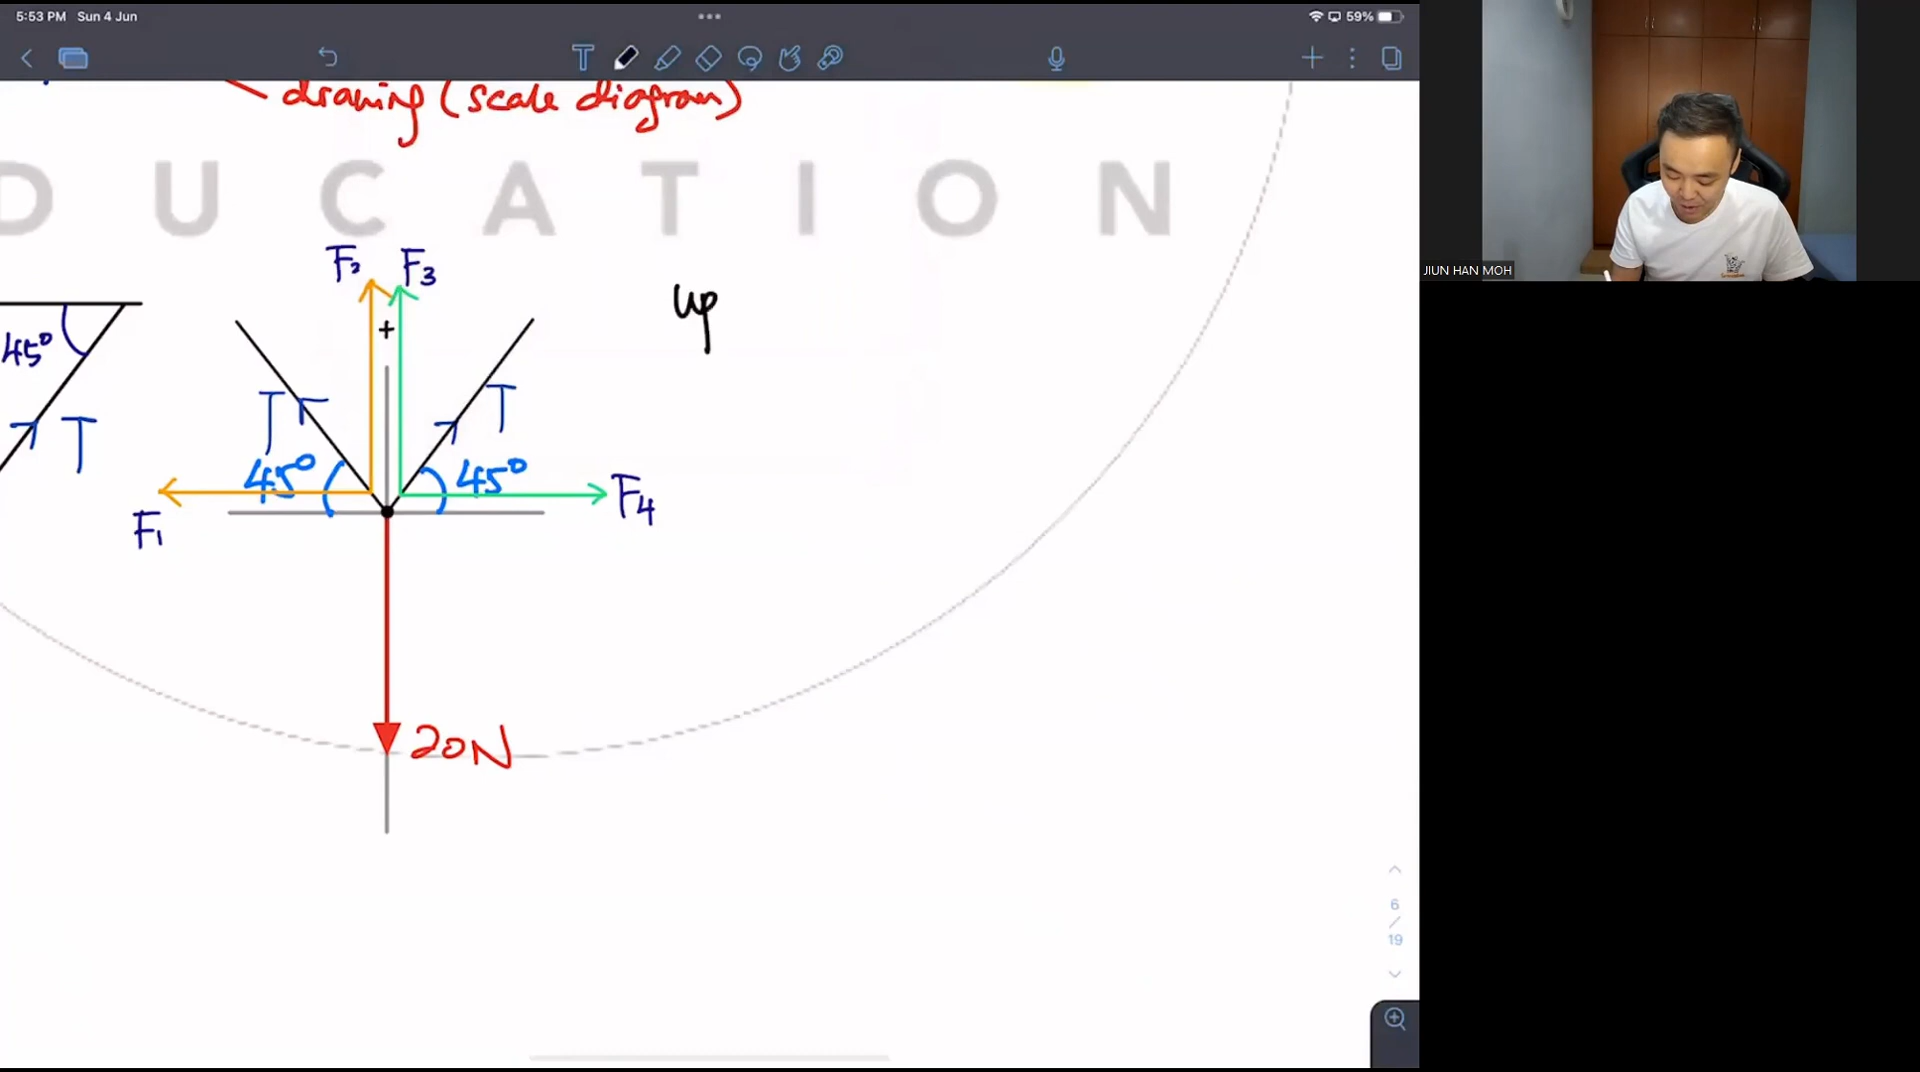 5:53 PM Sun 4 Jun
59%
T
drawing (scale diagram)
DUCATION
F₂ F₃
up
+
45°
T
T
T
45°
45°
F₁
F₄
20N
6
/
19
JIUN HAN MOH